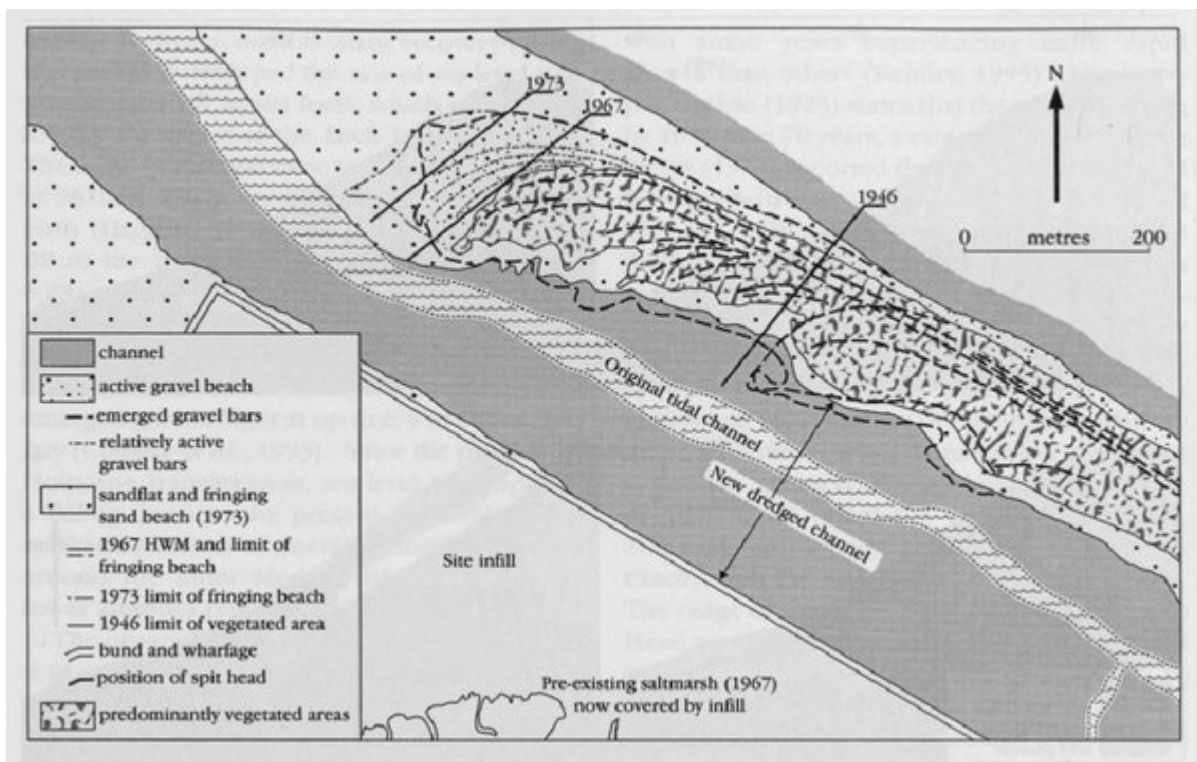 1973
1967
1946
N
0 metres 200
Original tidal channel
New dredged channel
Site infill
Pre-existing saltmarsh (1967)
now covered by infill
channel
active gravel beach
emerged gravel bars
relatively active
gravel bars
sandflat and fringing
sand beach (1973)
1967 HWM and limit of
fringing beach
1973 limit of fringing beach
1946 limit of vegetated area
bund and wharfage
position of spit head
predominantly vegetated areas